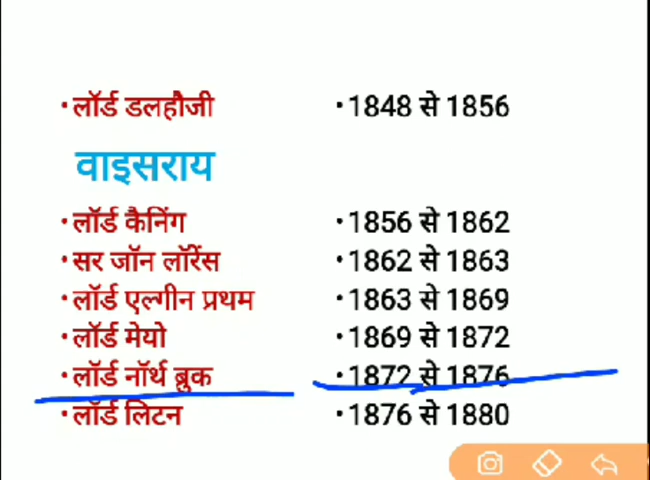 • लॉर्ड डलहौजी • 1848 से 1856
वाइसराय
• लॉर्ड कैनिंग • 1856 से 1862
• सर जॉन लॉरेंस • 1862 से 1863
• लॉर्ड एल्गीन प्रथम • 1863 से 1869
• लॉर्ड मेयो • 1869 से 1872
• लॉर्ड नॉर्थ ब्रुक • 1872 से 1876
• लॉर्ड लिटन • 1876 से 1880